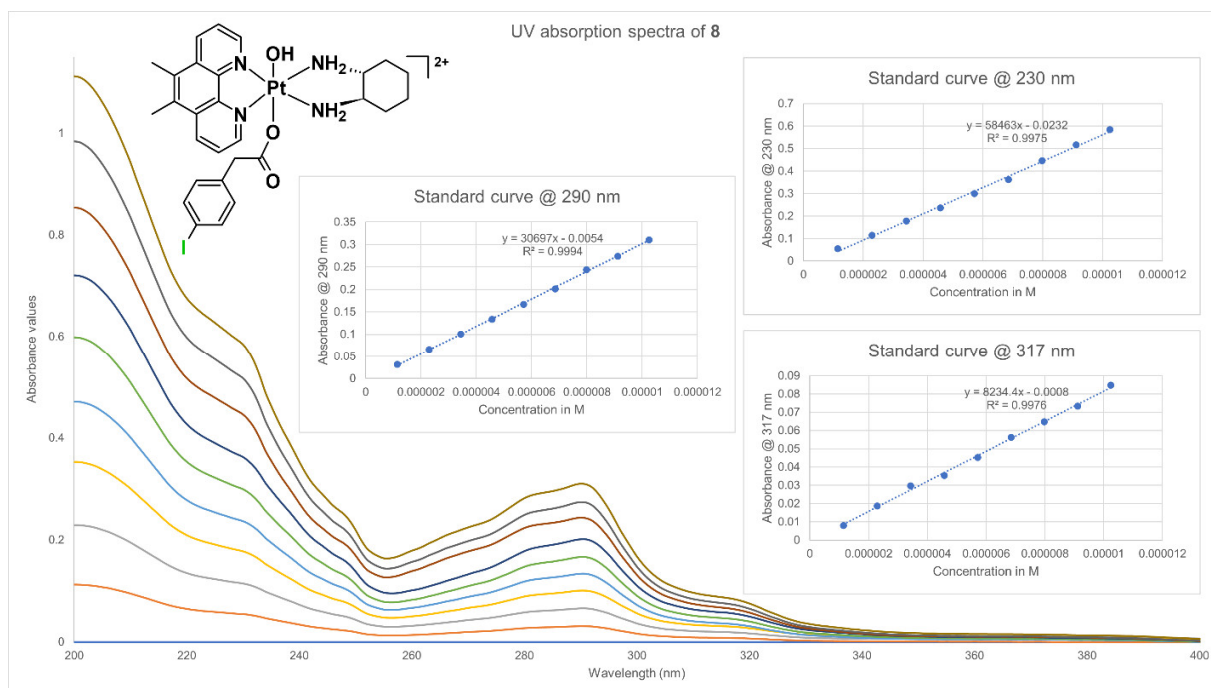 UV absorption spectra of 8
OH
N
NH2
2+
Pt
N
NH2
O
O
I
Absorbance values
1
0.8
0.6
0.4
0.2
0
200
220
240
260
280
300
320
340
360
380
400
Wavelength (nm)
Standard curve @ 290 nm
Absorbance @ 290 nm
0.35
0.3
0.25
0.2
0.15
0.1
0.05
0
y = 30697x - 0.0054
R² = 0.9994
0
0.000002
0.000004
0.000006
0.000008
0.00001
0.000012
Concentration in M
Standard curve @ 230 nm
Absorbance @ 230 nm
0.7
0.6
0.5
0.4
0.3
0.2
0.1
0
y = 58463x - 0.0232
R² = 0.9975
0
0.000002
0.000004
0.000006
0.000008
0.00001
0.000012
Concentration in M
Standard curve @ 317 nm
Absorbance @ 317 nm
0.09
0.08
0.07
0.06
0.05
0.04
0.03
0.02
0.01
0
y = 8234.4x - 0.0008
R² = 0.9976
0
0.000002
0.000004
0.000006
0.000008
0.00001
0.000012
Concentration in M